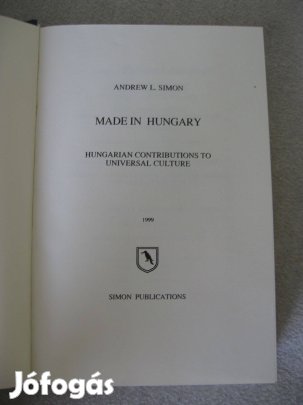 ANDREW L. SIMON
MADE IN HUNGARY
HUNGARIAN CONTRIBUTIONS TO
UNIVERSAL CULTURE
1999
SIMON PUBLICATIONS
Jófogás